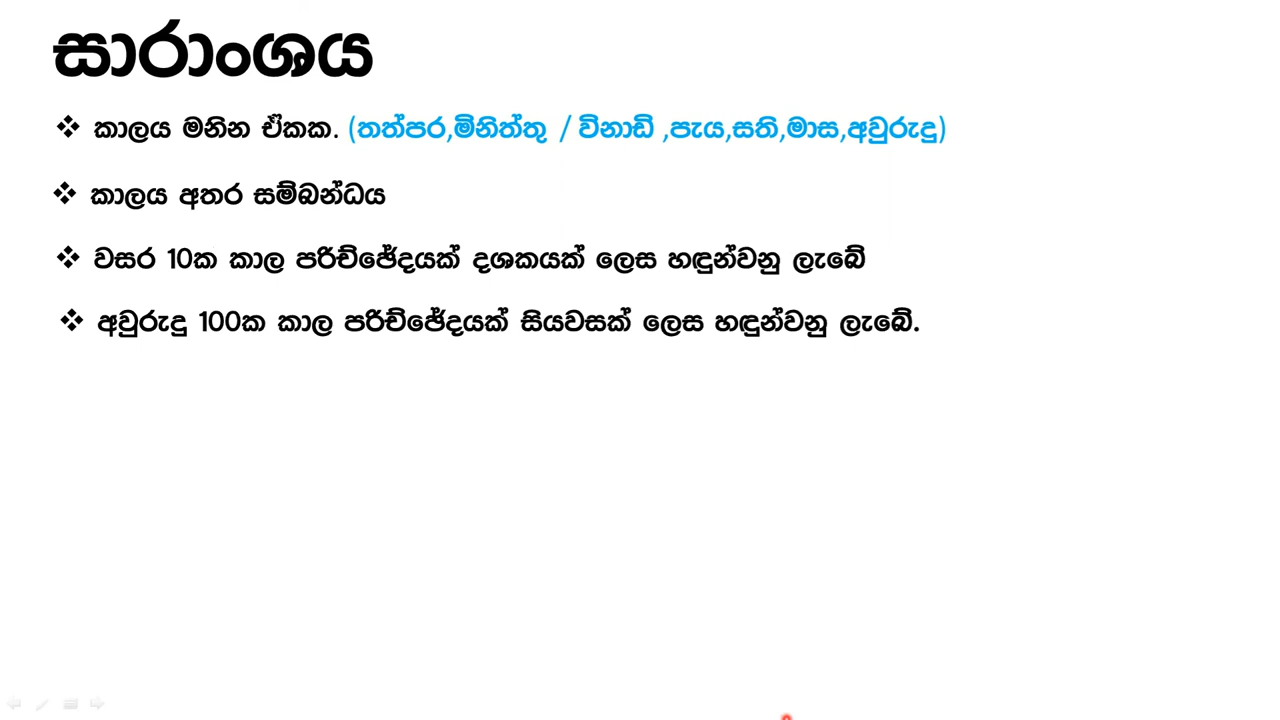 සාරාංශය
❖ කාලය මනින ඒකක. (තත්පර,මිනිත්තු / විනාඩි ,පැය,සති,මාස,අවුරුදු)
❖ කාලය අතර සම්බන්ධය
❖ වසර 10ක කාල පරිච්ඡේදයක් දශකයක් ලෙස හඳුන්වනු ලැබේ
❖ අවුරුදු 100ක කාල පරිච්ඡේදයක් සියවසක් ලෙස හඳුන්වනු ලැබේ.